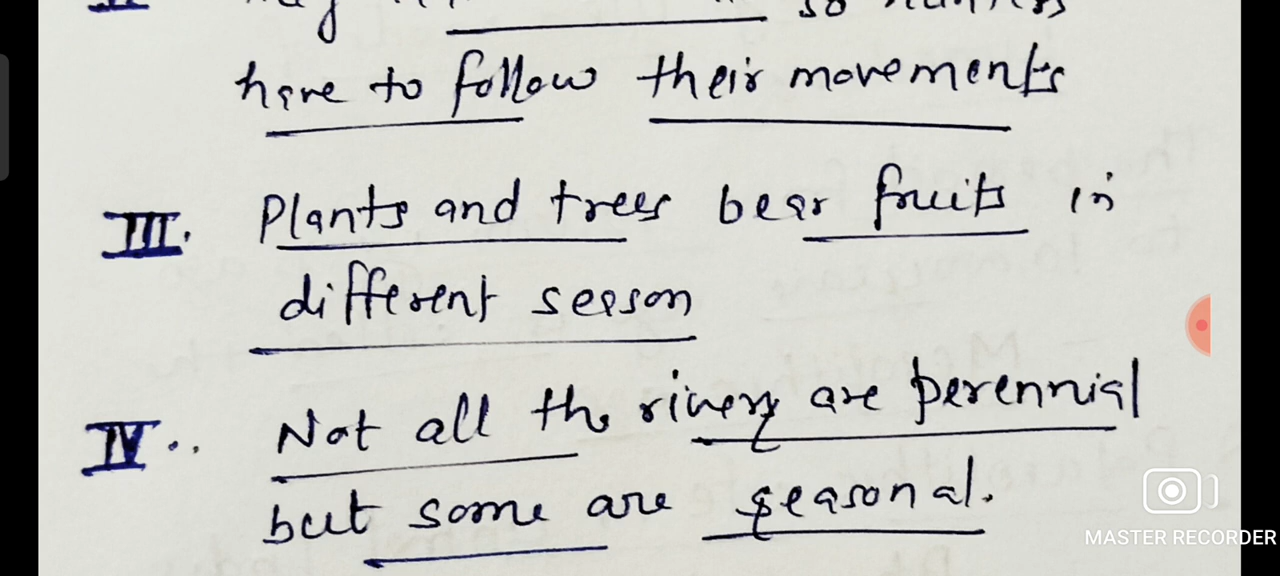 so
have to follow their movements
III. Plants and trees bear fruits in
different season
IV.. Not all the rivers are perennial
but some are seasonal.
MASTER RECORDER